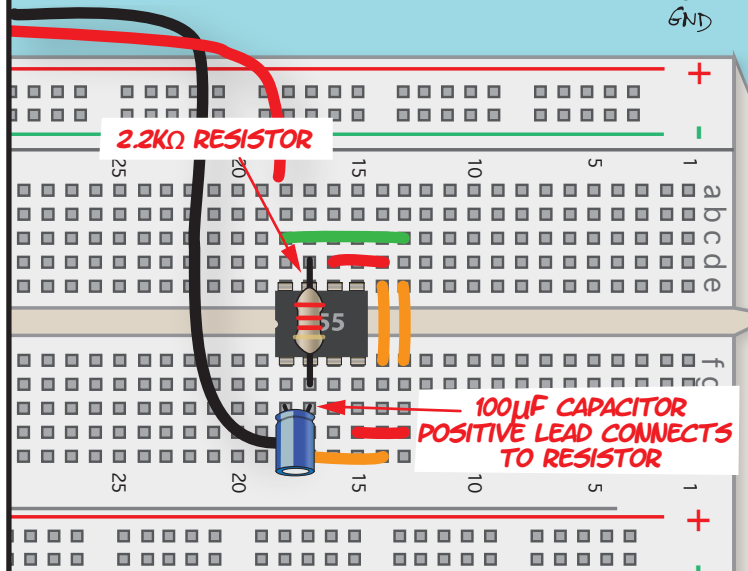 GND
+
-
2.2KΩ RESISTOR
25 20 15 10 5 1
a
b
c
d
e
55
f
100µF CAPACITOR
POSITIVE LEAD CONNECTS
TO RESISTOR
25 20 15 10 5 1
+
-